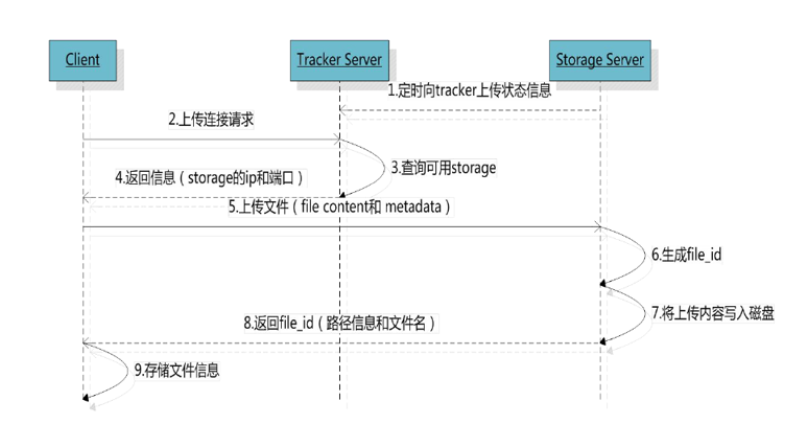 Client
Tracker Server
Storage Server
1.定时向tracker上传状态信息
2.上传连接请求
3.查询可用storage
4.返回信息（storage的ip和端口）
5.上传文件（file content和 metadata）
6.生成file_id
7.将上传内容写入磁盘
8.返回file_id（路径信息和文件名）
9.存储文件信息